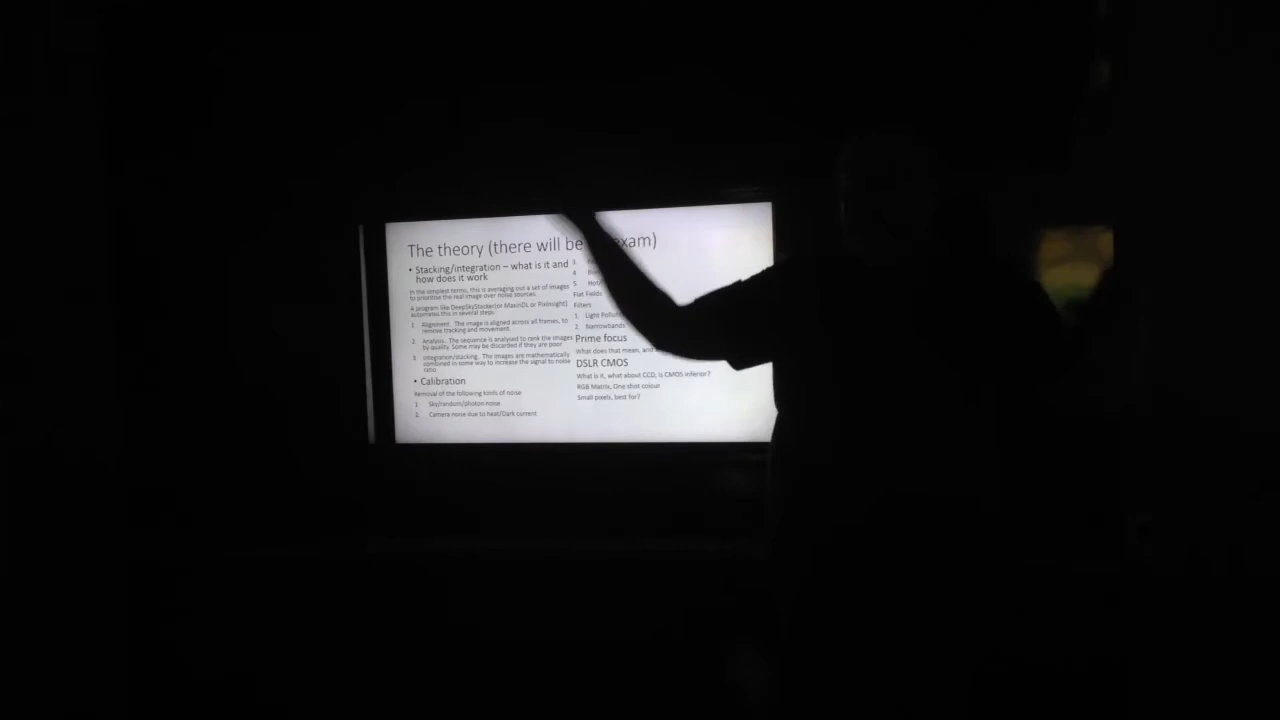 The theory (there will be exam)
• Stacking/integration – what is it and
how does it work
In the simplest terms, this is averaging out a set of images
to prioritise the real image over noise sources.
A program like DeepSkyStacker(or MaximDL or PixInsight)
automates this in several steps
1. Alignment. The image is aligned across all frames, to
remove tracking and movement.
2. Analysis. The sequence is analysed to rank the images
by quality. Some may be discarded if they are poor
3. Integration/stacking. The images are mathematically
combined in some way to increase the signal to noise
ratio
• Calibration
Removal of the following kinds of noise
1. Sky/random/photon noise
2. Camera noise due to heat/Dark current
3.
4.
5.
Flat Fields
Filters
1. Light
2. Narrowbands
Prime focus
What does that mean, and
DSLR CMOS
What is it, what about CCD, is CMOS inferior?
RGB Matrix, One shot colour
Small pixels, best for?